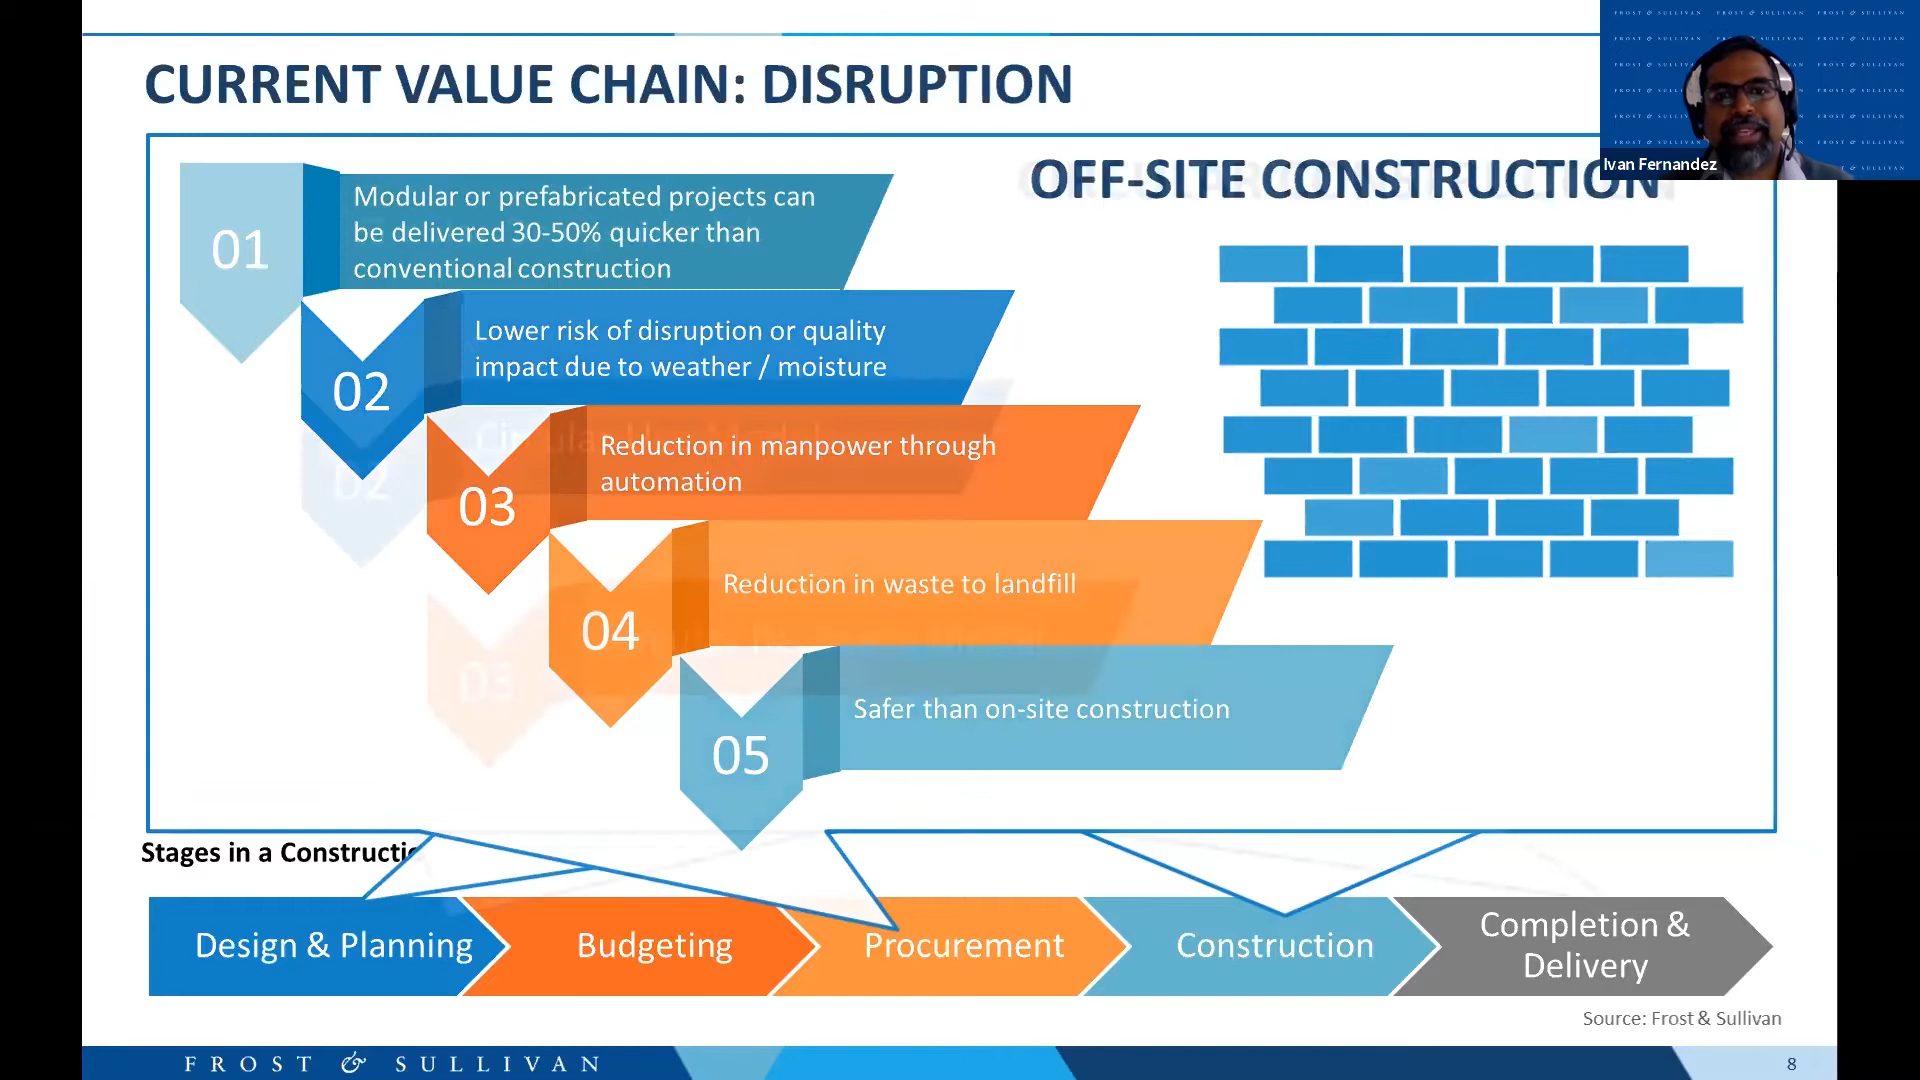 CURRENT VALUE CHAIN: DISRUPTION
Ivan Fernandez
OFF-SITE CONSTRUCTION
01
Modular or prefabricated projects can
be delivered 30-50% quicker than
conventional construction
02
Lower risk of disruption or quality
impact due to weather / moisture
02
03
Reduction in manpower through
automation
04
Reduction in waste to landfill
03
05
Safer than on-site construction
Stages in a
Design & Planning
Budgeting
Procurement
Construction
Completion &
Delivery
Source: Frost & Sullivan
FROST & SULLIVAN
8